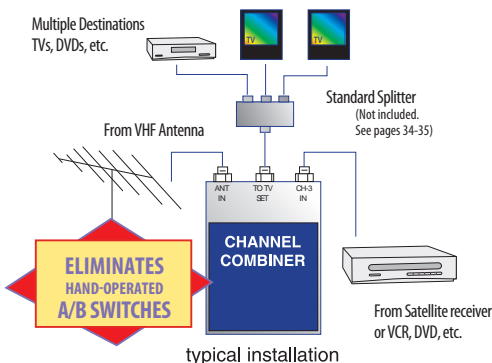 Multiple Destinations
TVs, DVDs, etc.
TV
TV
Standard Splitter
(Not included.
See pages 34-35)
From VHF Antenna
ANT
IN
TO TV
SET
CH-3
IN
CHANNEL
COMBINER
ELIMINATES
HAND-OPERATED
A/B SWITCHES
From Satellite receiver
or VCR, DVD, etc.
typical installation